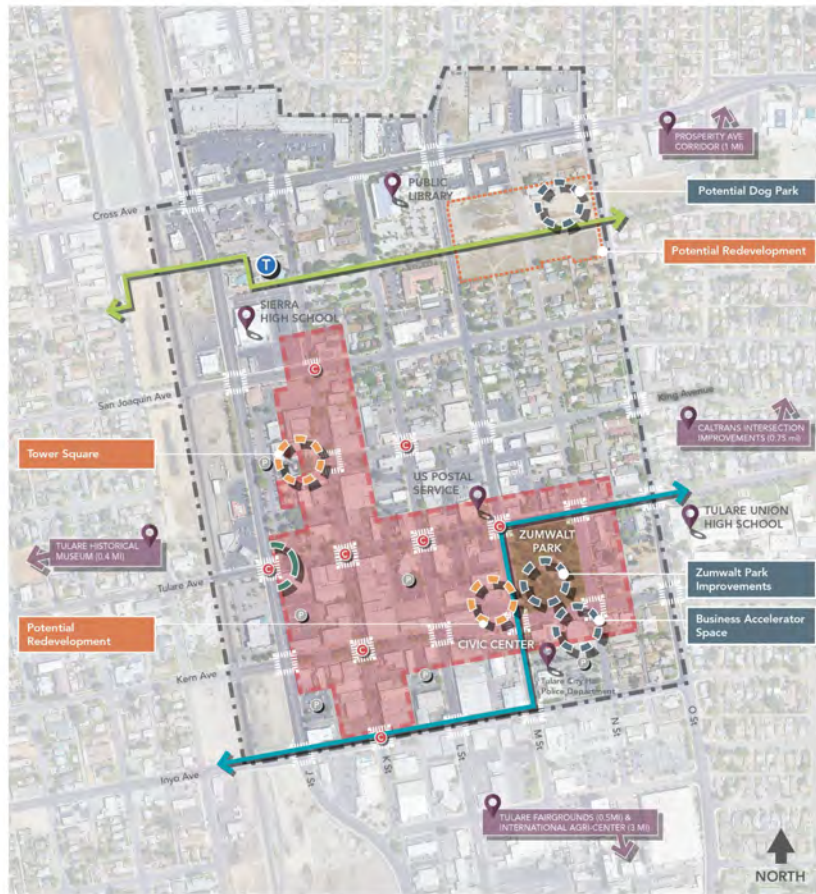 PROSPERITY AVE
CORRIDOR (1 MI)
PUBLIC
LIBRARY
Potential Dog Park
Cross Ave
Potential Redevelopment
T
SIERRA
HIGH SCHOOL
C
San Joaquin Ave
King Avenue
CALTRANS INTERSECTION
IMPROVEMENTS (0.75 mi)
C
Tower Square
P
US POSTAL
SERVICE
TULARE UNION
HIGH SCHOOL
C
C
ZUMWALT
PARK
TULARE HISTORICAL
MUSEUM (0.4 MI)
C
C
P
Tulare Ave
Zumwalt Park
Improvements
P
Potential
Redevelopment
Business Accelerator
Space
CIVIC CENTER
C
P
P
Kern Ave
Tulare City Hall
Police Department
P
C
M St
N St
O St
L St
K St
J St
Inyo Ave
TULARE FAIRGROUNDS (0.5MI) &
INTERNATIONAL AGRI-CENTER (3 MI)
NORTH